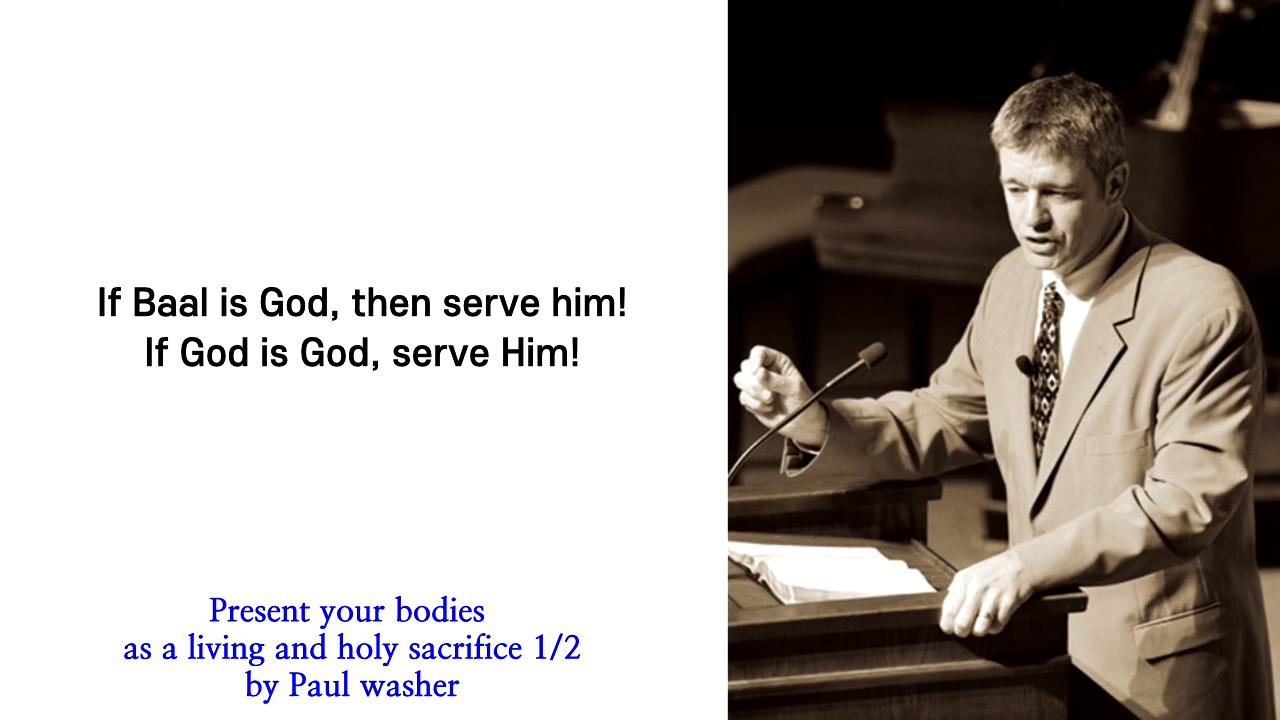 If Baal is God, then serve him!
If God is God, serve Him!
Present your bodies
as a living and holy sacrifice 1/2
by Paul washer